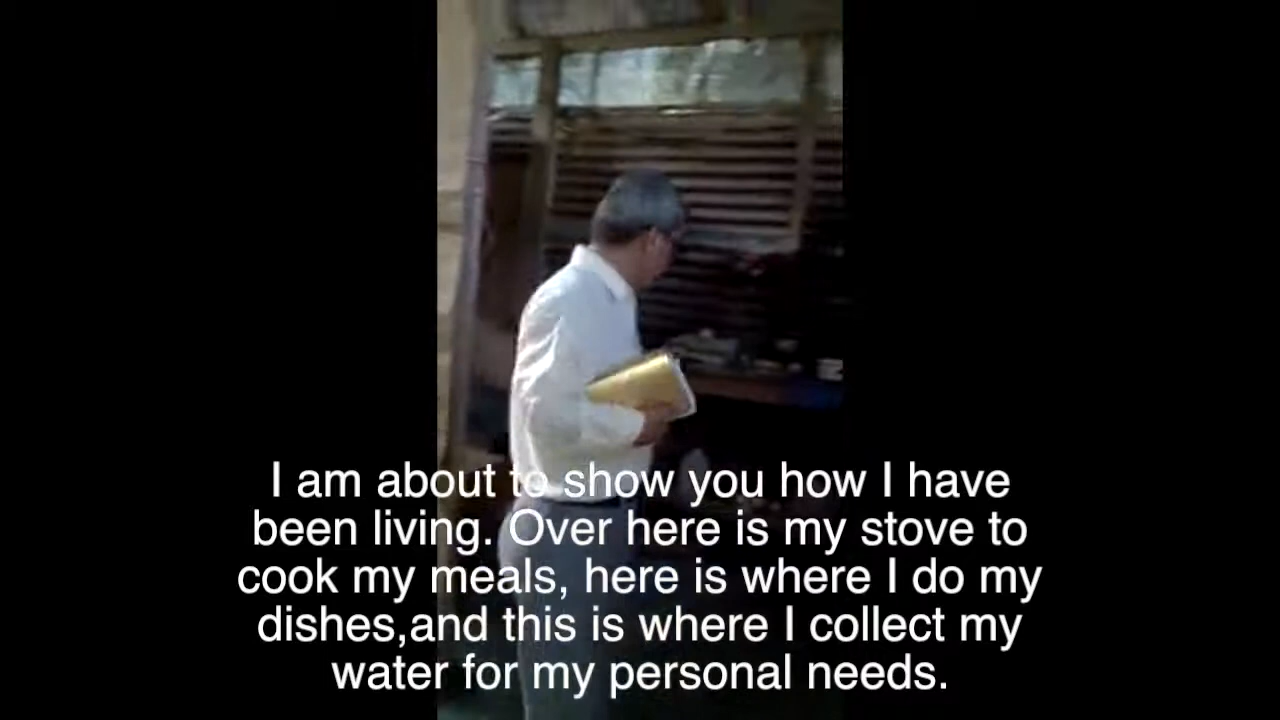 I am about to show you how I have
been living. Over here is my stove to
cook my meals, here is where I do my
dishes,and this is where I collect my
water for my personal needs.